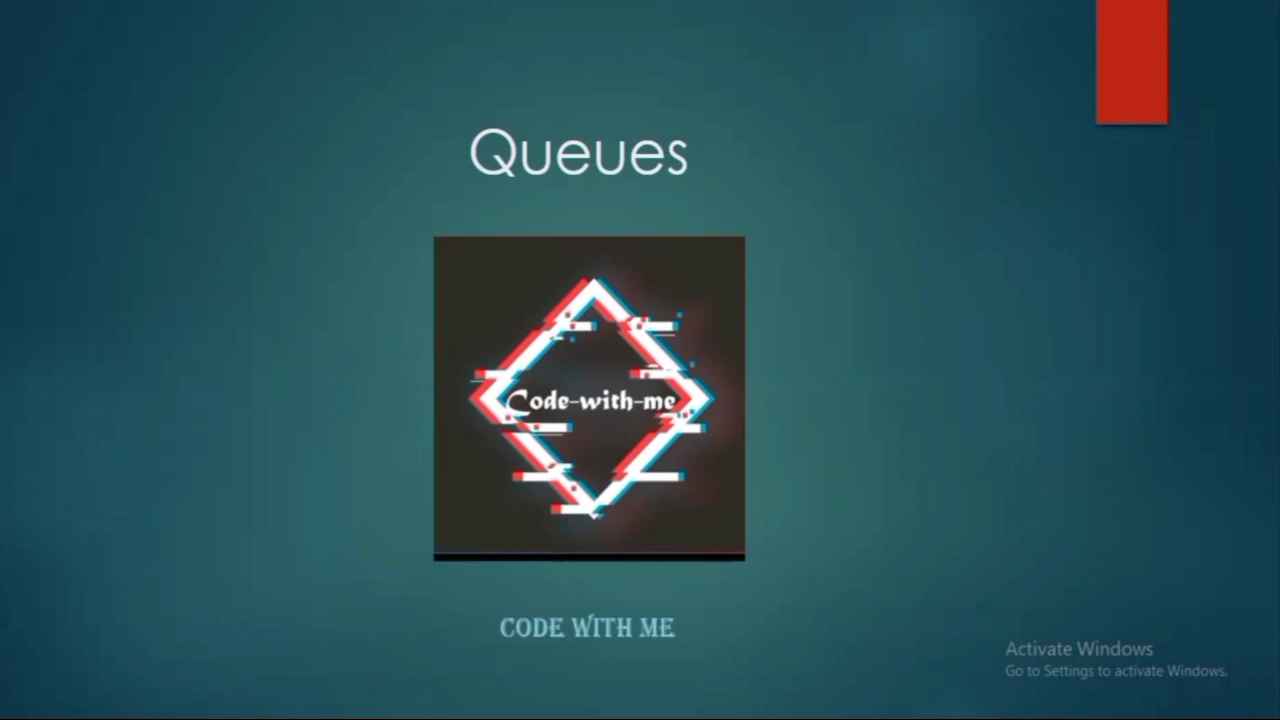 Queues
Code-with-me
CODE WITH ME
Activate Windows
Go to Settings to activate Windows.